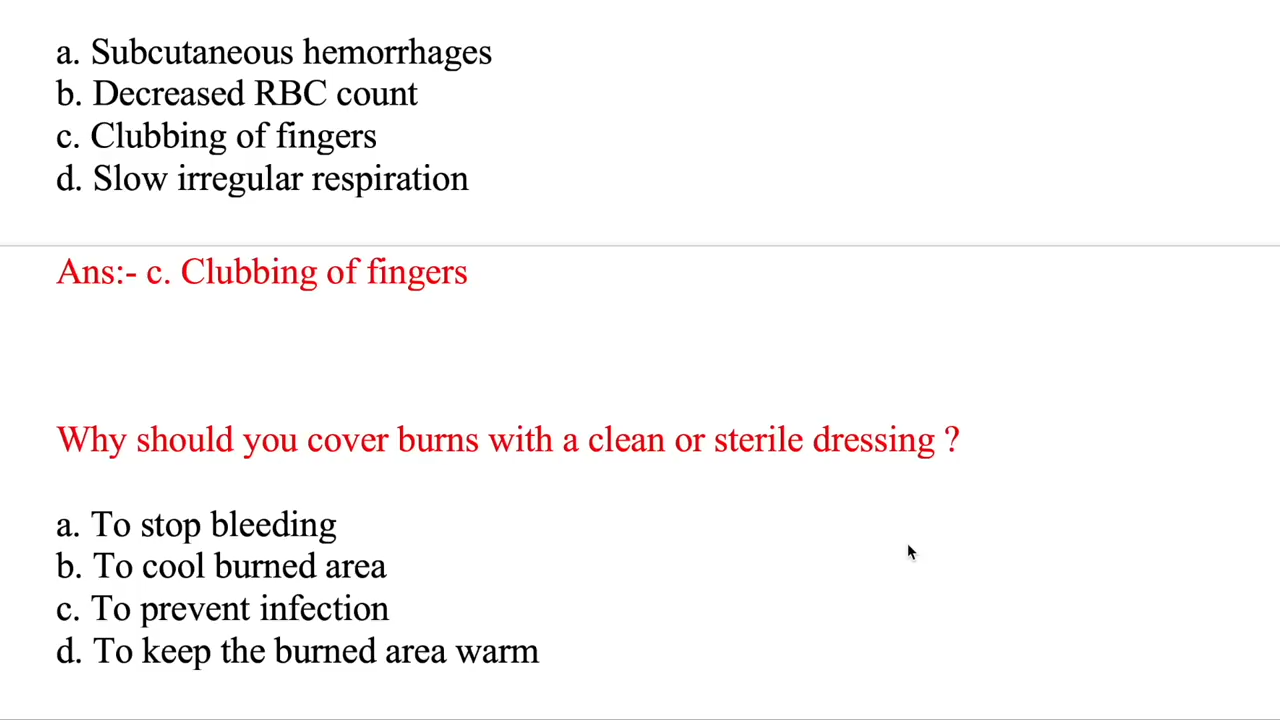 a. Subcutaneous hemorrhages
b. Decreased RBC count
c. Clubbing of fingers
d. Slow irregular respiration
Ans:- c. Clubbing of fingers
Why should you cover burns with a clean or sterile dressing ?
a. To stop bleeding
b. To cool burned area
c. To prevent infection
d. To keep the burned area warm